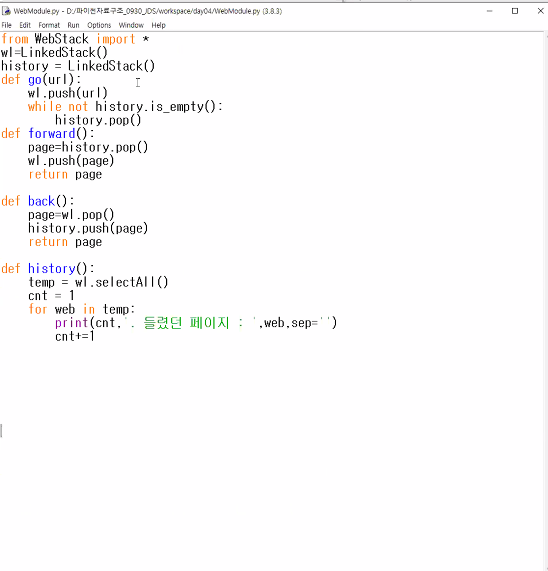 WebModule.py - D:/파이썬자료구조_0930_JDS/workspace/day04/WebModule.py (3.8.3)
File Edit Format Run Options Window Help
from WebStack import *
wl=LinkedStack()
history = LinkedStack()
def go(url):
    wl.push(url)
    while not history.is_empty():
        history.pop()
def forward():
    page=history.pop()
    wl.push(page)
    return page

def back():
    page=wl.pop()
    history.push(page)
    return page

def history():
    temp = wl.selectAll()
    cnt = 1
    for web in temp:
        print(cnt,'. 들렸던 페이지 : ',web,sep='')
        cnt+=1